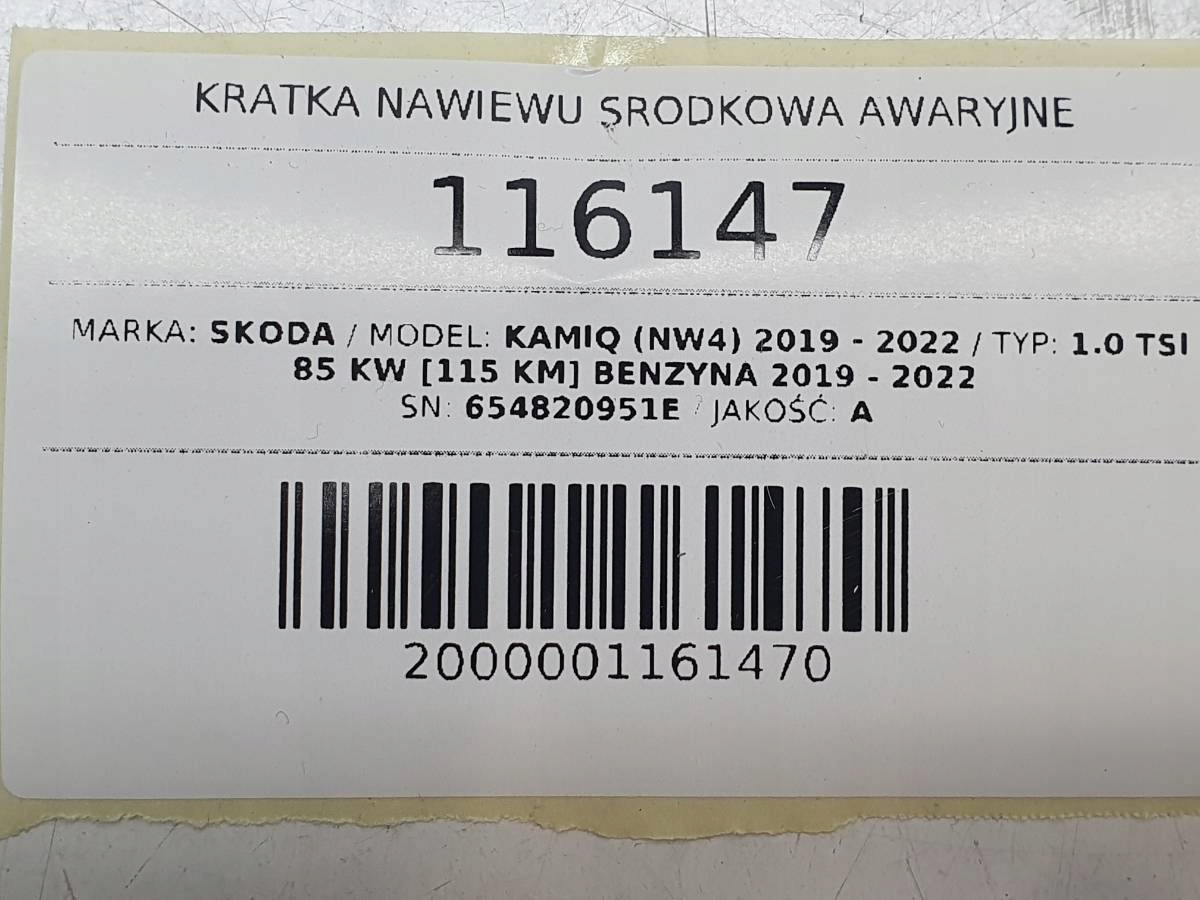 KRATKA NAWIEWU SRODKOWA AWARYJNE
116147
MARKA: SKODA / MODEL: KAMIQ (NW4) 2019 - 2022 / TYP: 1.0 TSI
85 KW [115 KM] BENZYNA 2019 - 2022
SN: 654820951E / JAKOŚĆ: A
2000001161470